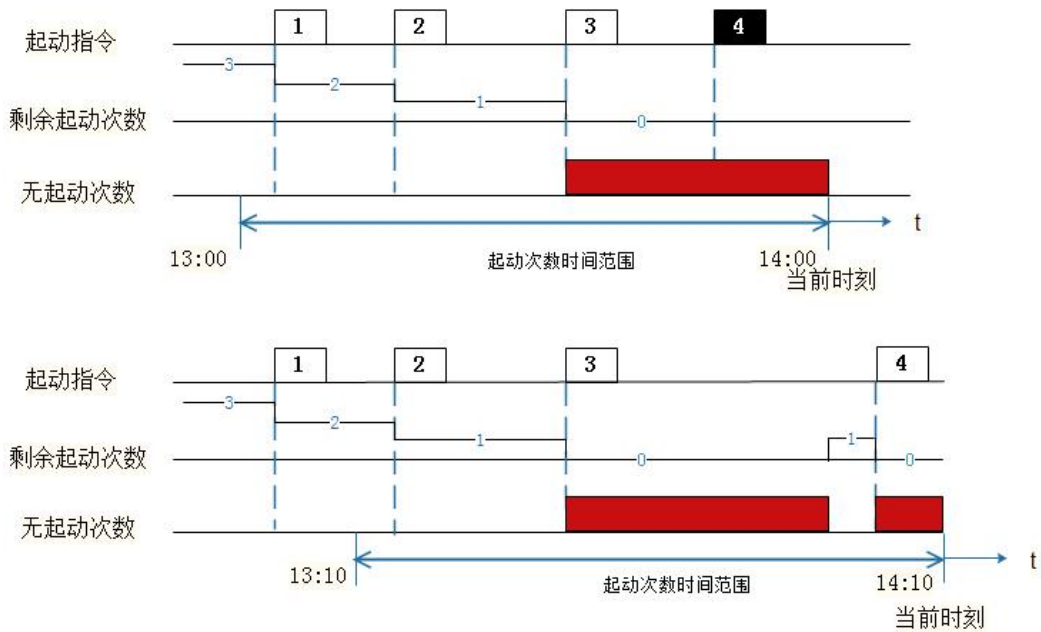 1 2 3 4
起动指令
3
2
1
剩余起动次数
0
无起动次数
t
13:00
起动次数时间范围
14:00
当前时刻
1 2 3 4
起动指令
3
2
1 1
剩余起动次数
0 0
无起动次数
t
13:10
起动次数时间范围
14:10
当前时刻